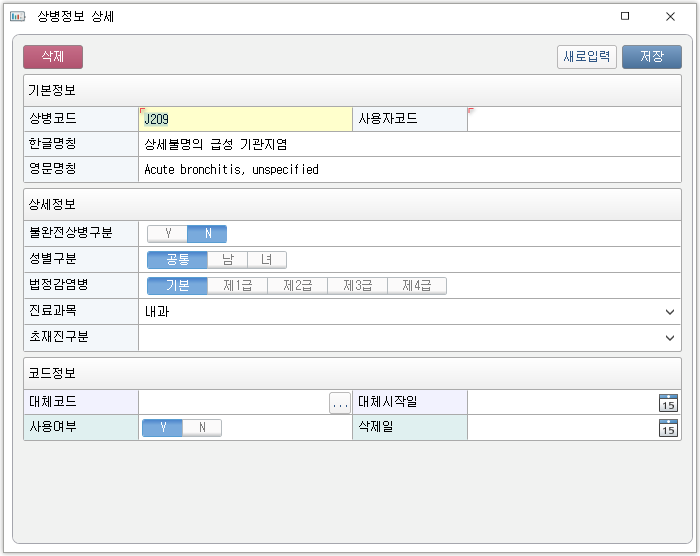 상병정보 상세
삭제 새로입력 저장
기본정보
상병코드 J209 사용자코드
한글명칭 상세불명의 급성 기관지염
영문명칭 Acute bronchitis, unspecified
상세정보
불완전상병구분 Y N
성별구분 공통 남 녀
법정감염병 기본 제1급 제2급 제3급 제4급
진료과목 내과
초재진구분
코드정보
대체코드 ... 대체시작일 15
사용여부 Y N 삭제일 15